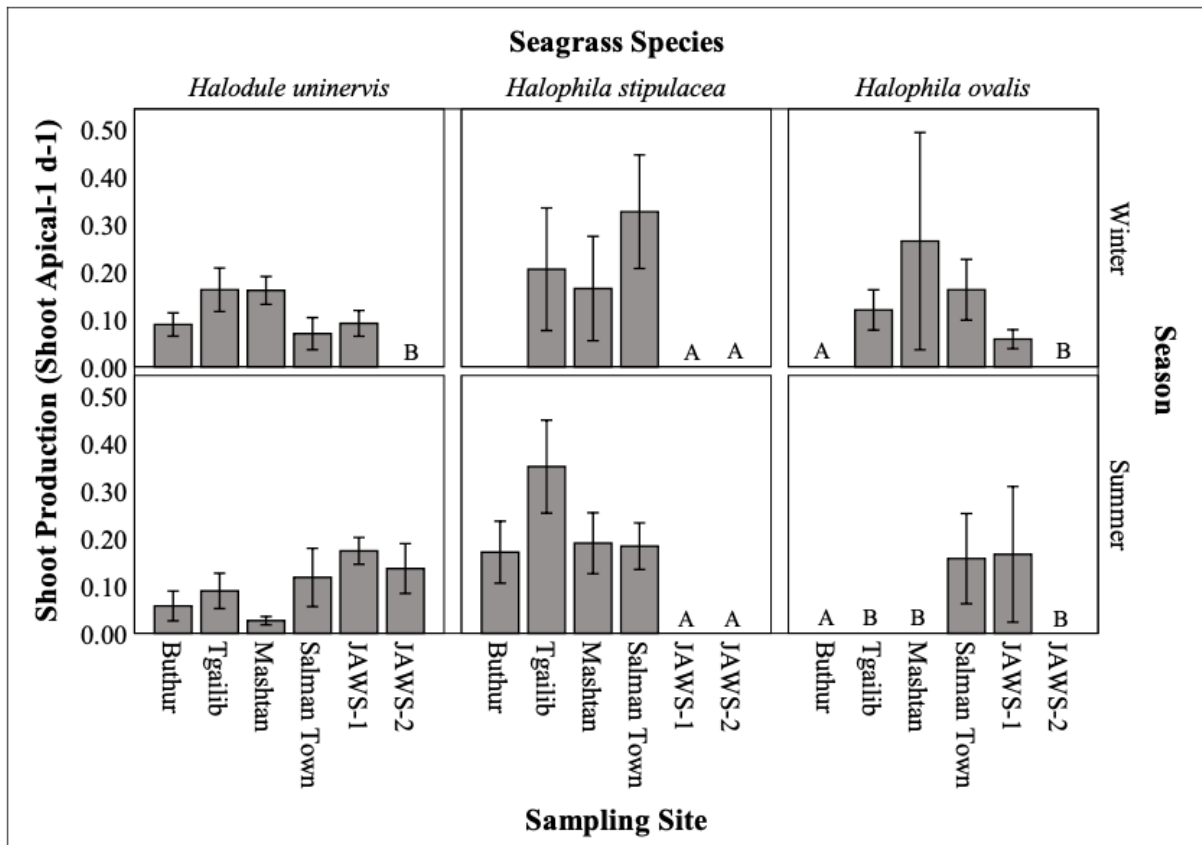 Seagrass Species
Halodule uninervis Halophila stipulacea Halophila ovalis
Shoot Production (Shoot Apical-1 d-1)
0.50
0.40
0.30
0.20
0.10
0.00
B
A A
A B
Winter
0.50
0.40
0.30
0.20
0.10
0.00
A A
A B B B
Summer
Season
Buthur Tgailib Mashtan Salman Town JAWS-1 JAWS-2
Buthur Tgailib Mashtan Salman Town JAWS-1 JAWS-2
Buthur Tgailib Mashtan Salman Town JAWS-1 JAWS-2
Sampling Site